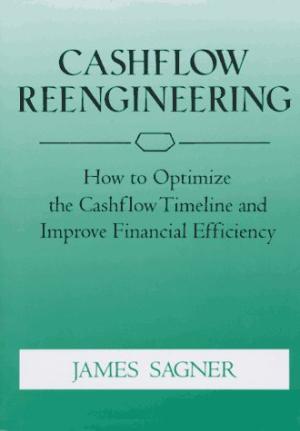 CASHFLOW
REENGINEERING
How to Optimize
the Cashflow Timeline and
Improve Financial Efficiency
JAMES SAGNER